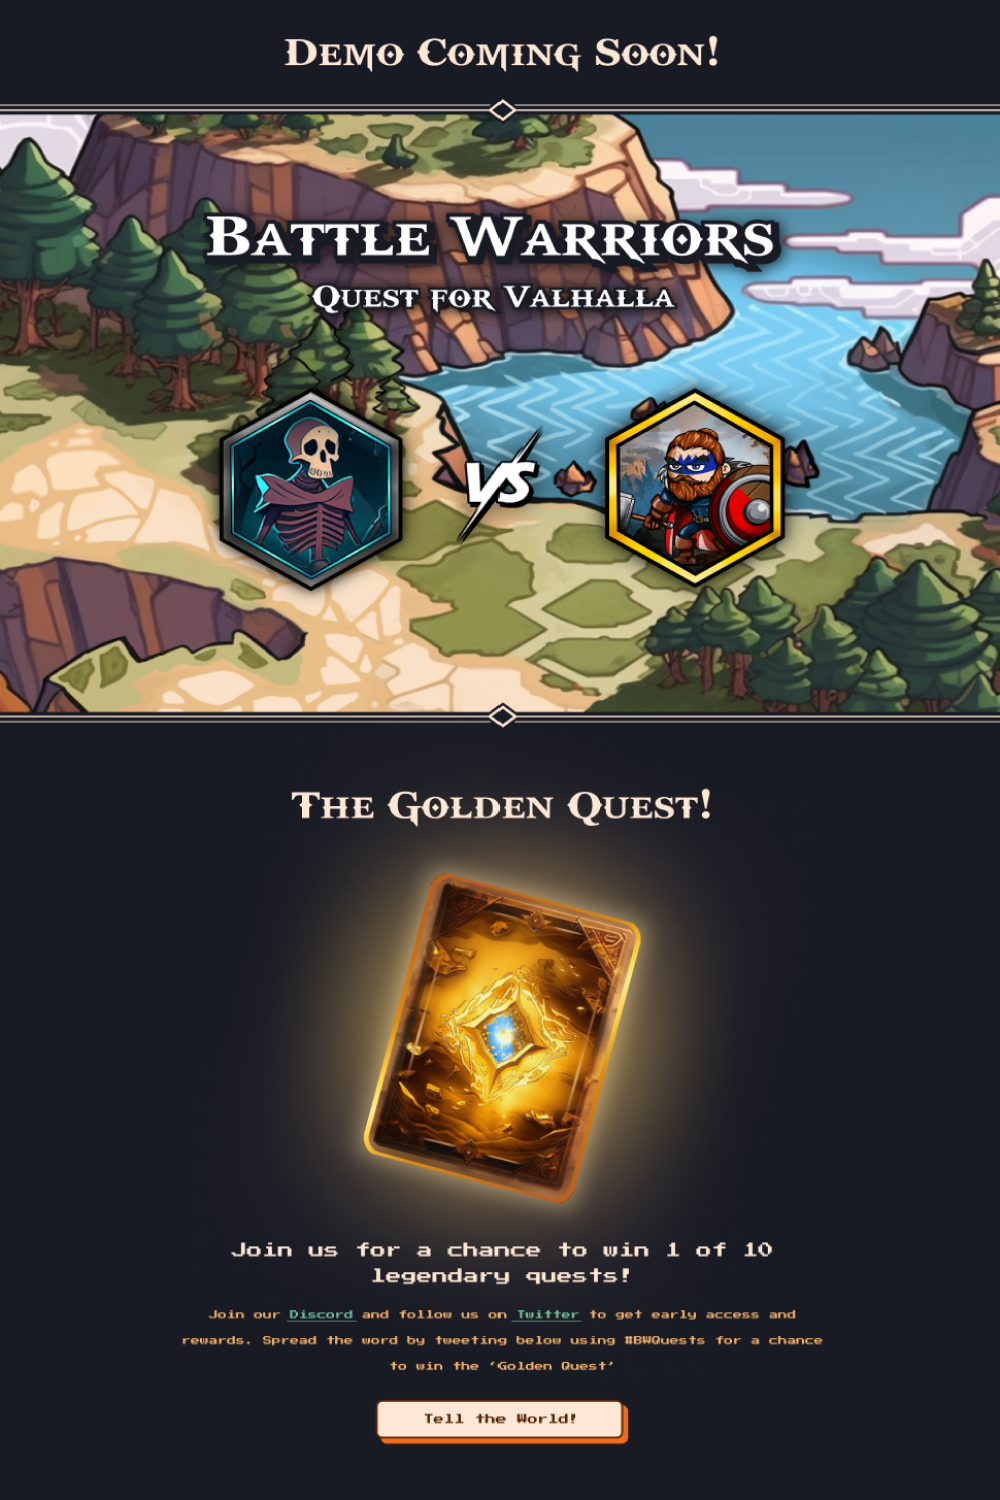 Demo Coming Soon!
Battle Warriors
Quest for Valhalla
VS
The Golden Quest!
Join us for a chance to win 1 of 10
legendary quests!
Join our Discord and follow us on Twitter to get early access and
rewards. Spread the word by tweeting below using #BWQuests for a chance
to win the ‘Golden Quest’
Tell the World!